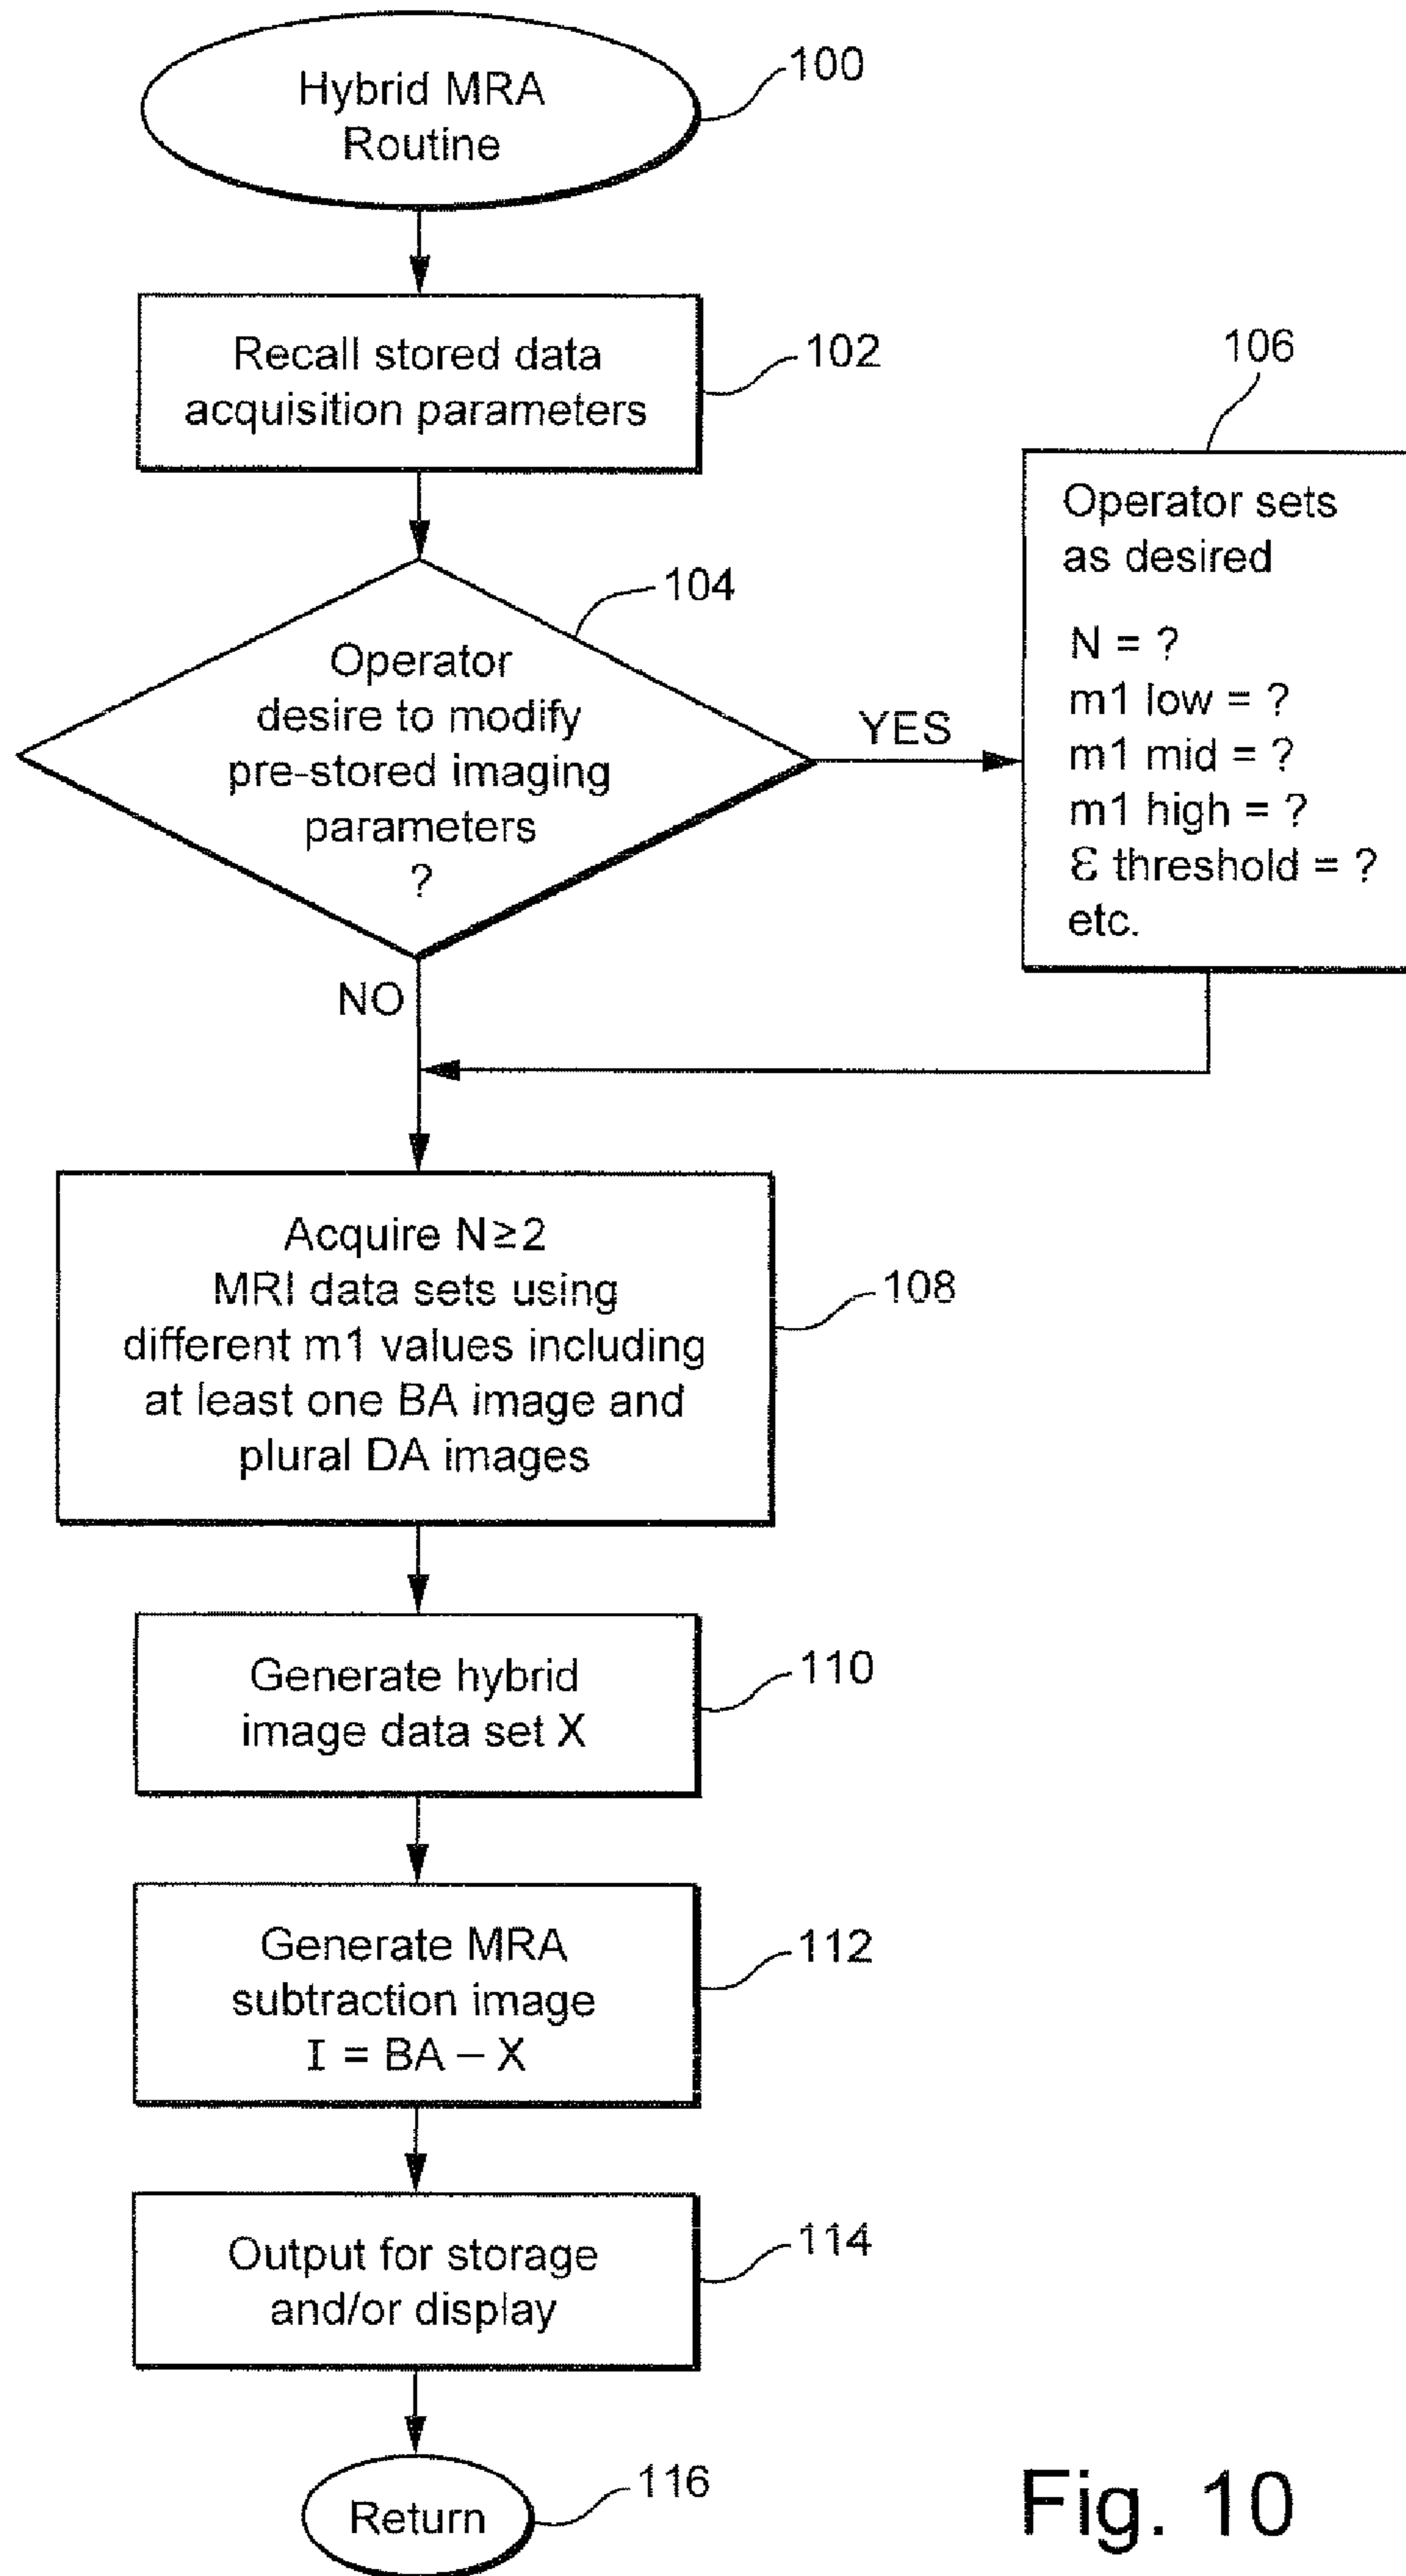 Hybrid MRA
Routine
100
Recall stored data
acquisition parameters
102
Operator
desire to modify
pre-stored imaging
parameters
?
104
YES
106
Operator sets
as desired
N = ?
m1 low = ?
m1 mid = ?
m1 high = ?
Ɛ threshold = ?
etc.
NO
Acquire N≥2
MRI data sets using
different m1 values including
at least one BA image and
plural DA images
108
Generate hybrid
image data set X
110
Generate MRA
subtraction image
I = BA – X
112
Output for storage
and/or display
114
Return
116
Fig. 10